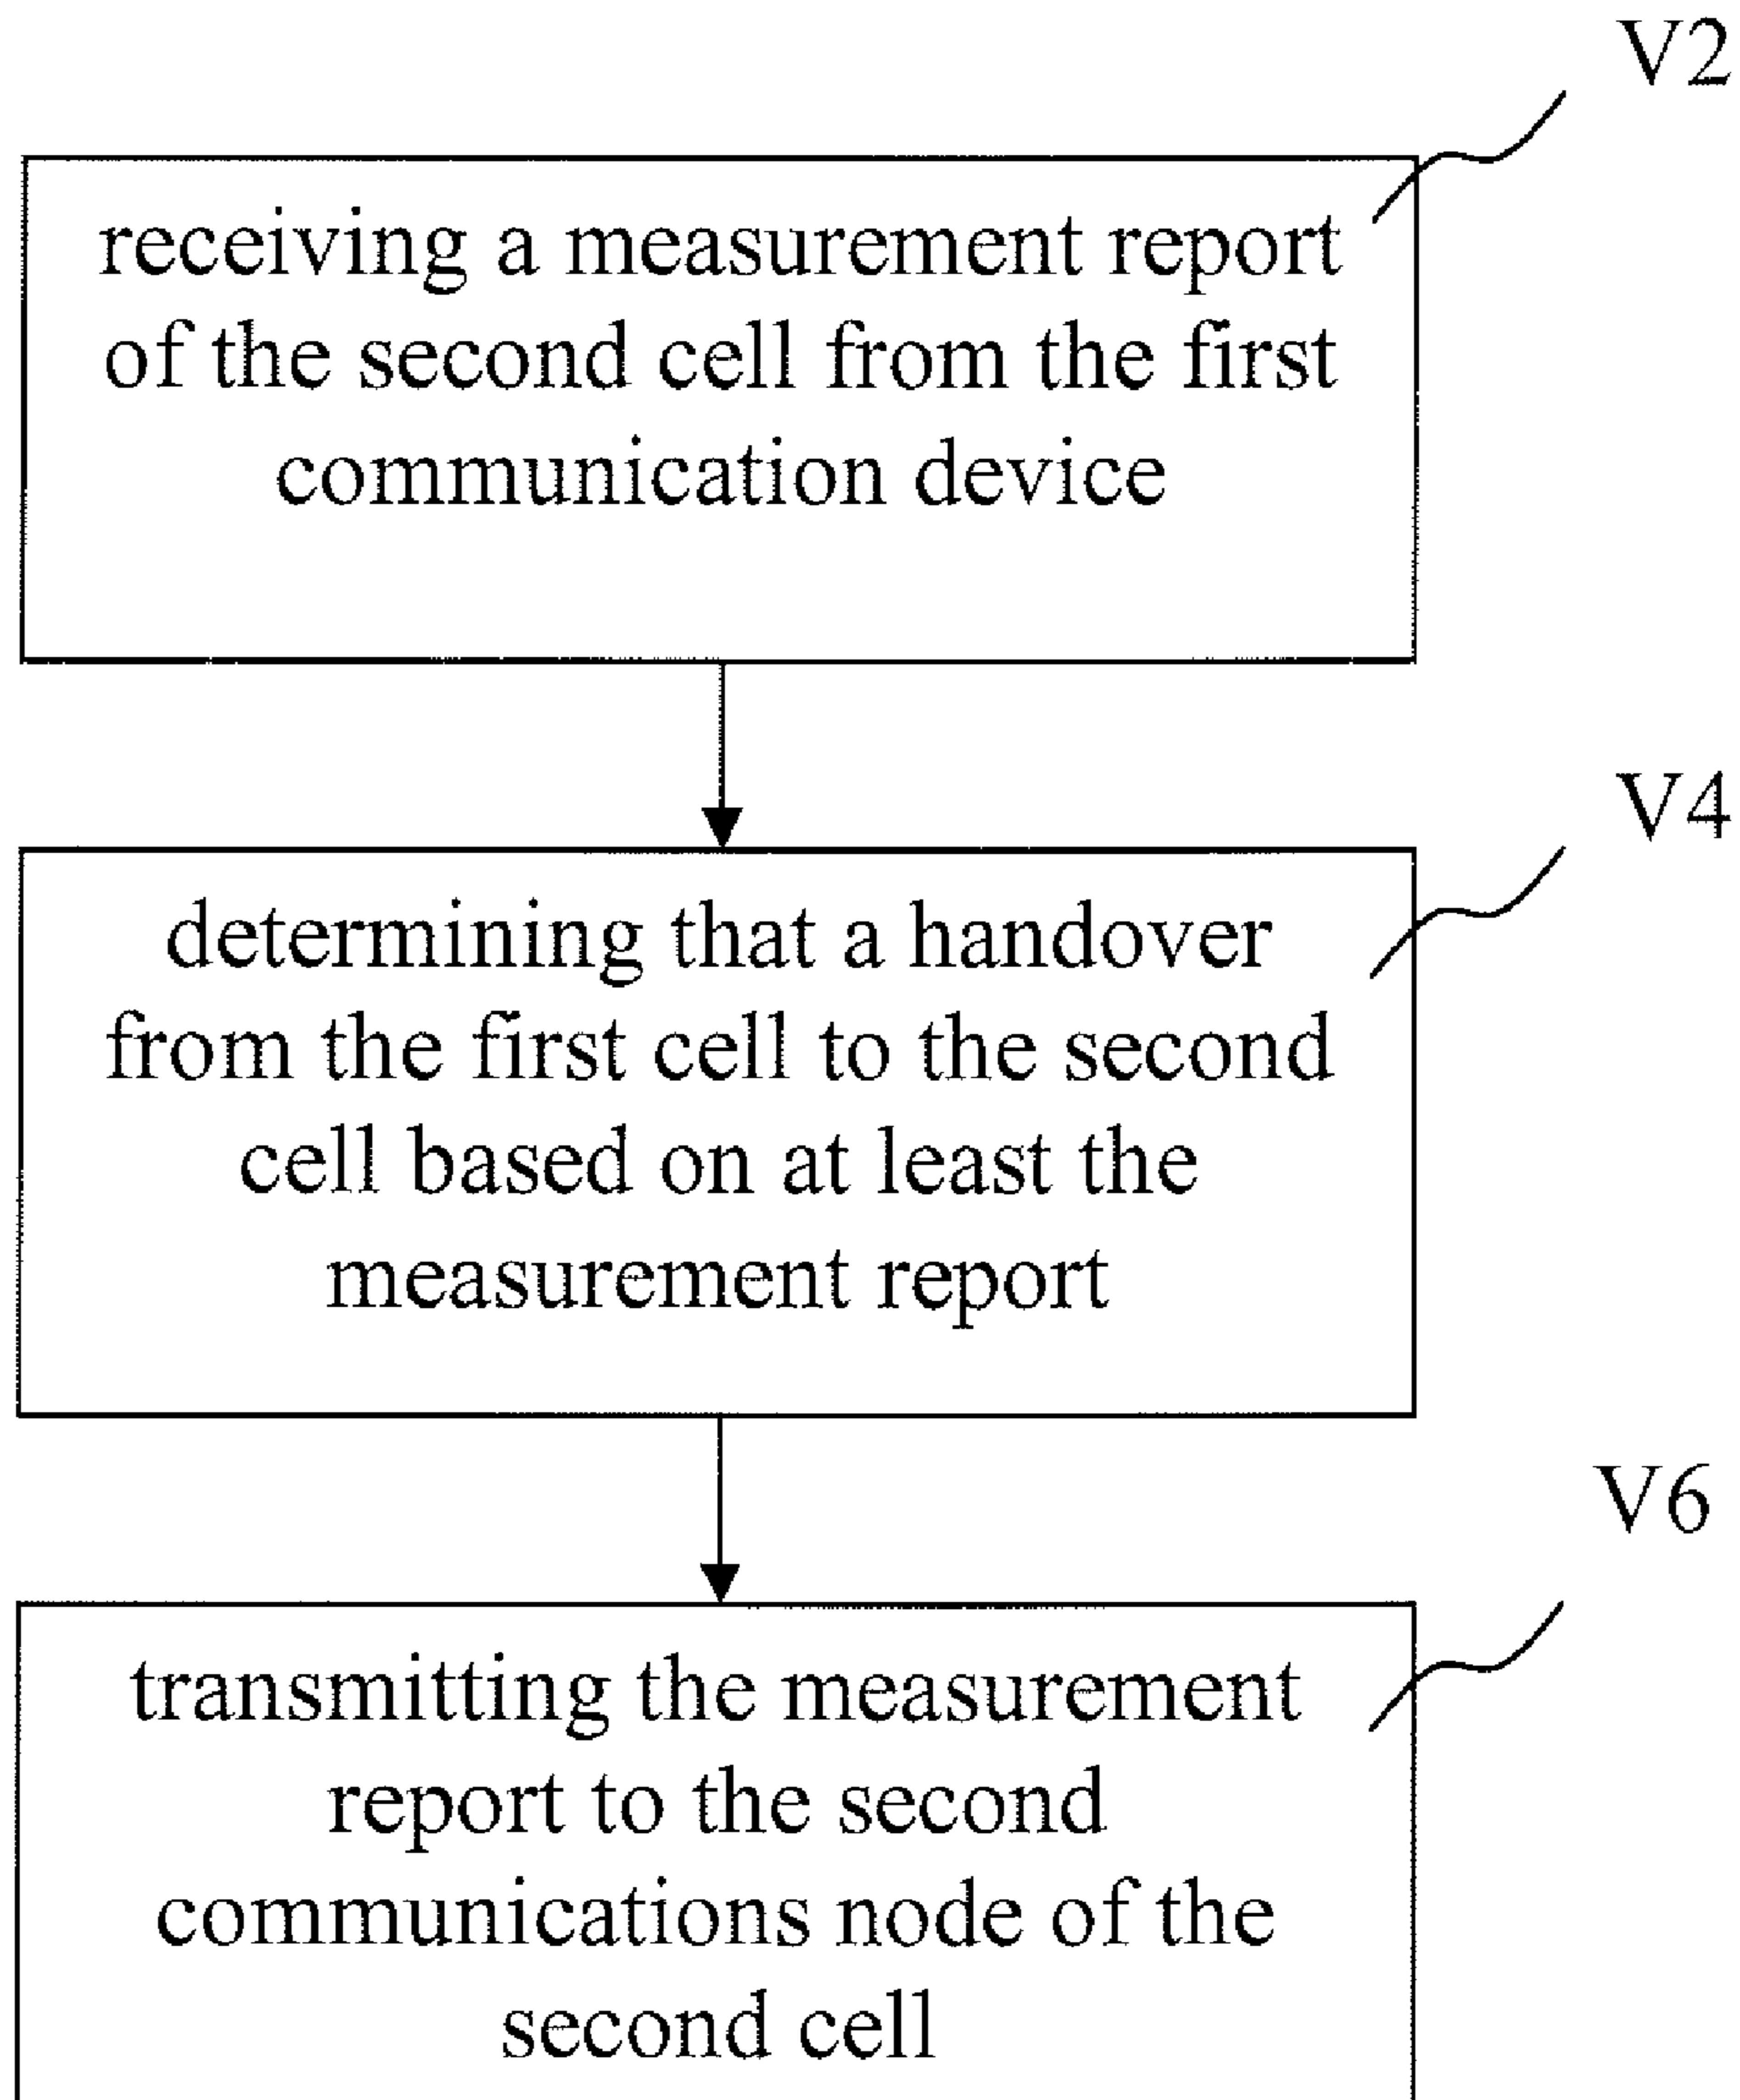 V2
receiving a measurement report
of the second cell from the first
communication device
V4
determining that a handover
from the first cell to the second
cell based on at least the
measurement report
V6
transmitting the measurement
report to the second
communications node of the
second cell